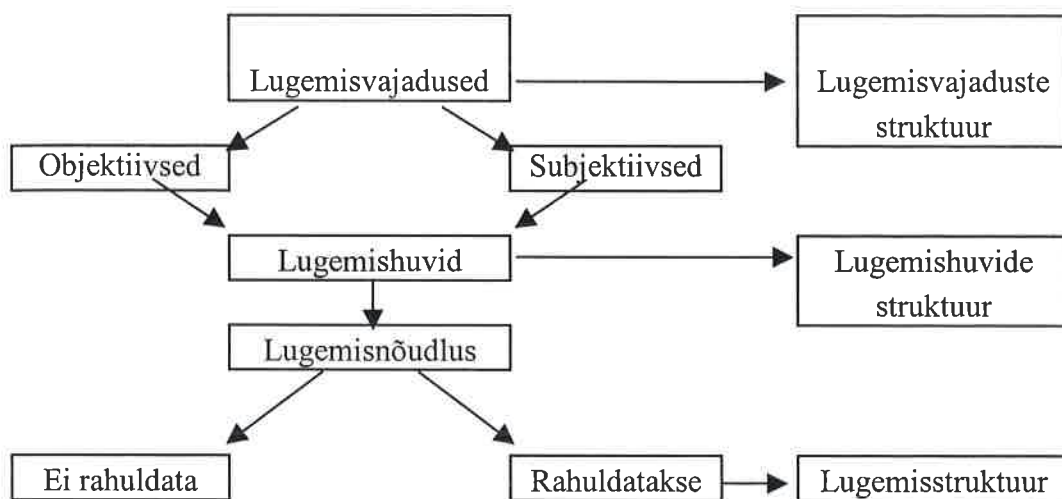 Lugemisvajadused
Lugemisvajaduste
struktuur
Objektiivsed
Subjektiivsed
Lugemishuvid
Lugemishuvide
struktuur
Lugemisnõudlus
Ei rahuldata
Rahuldatakse
Lugemisstruktuur